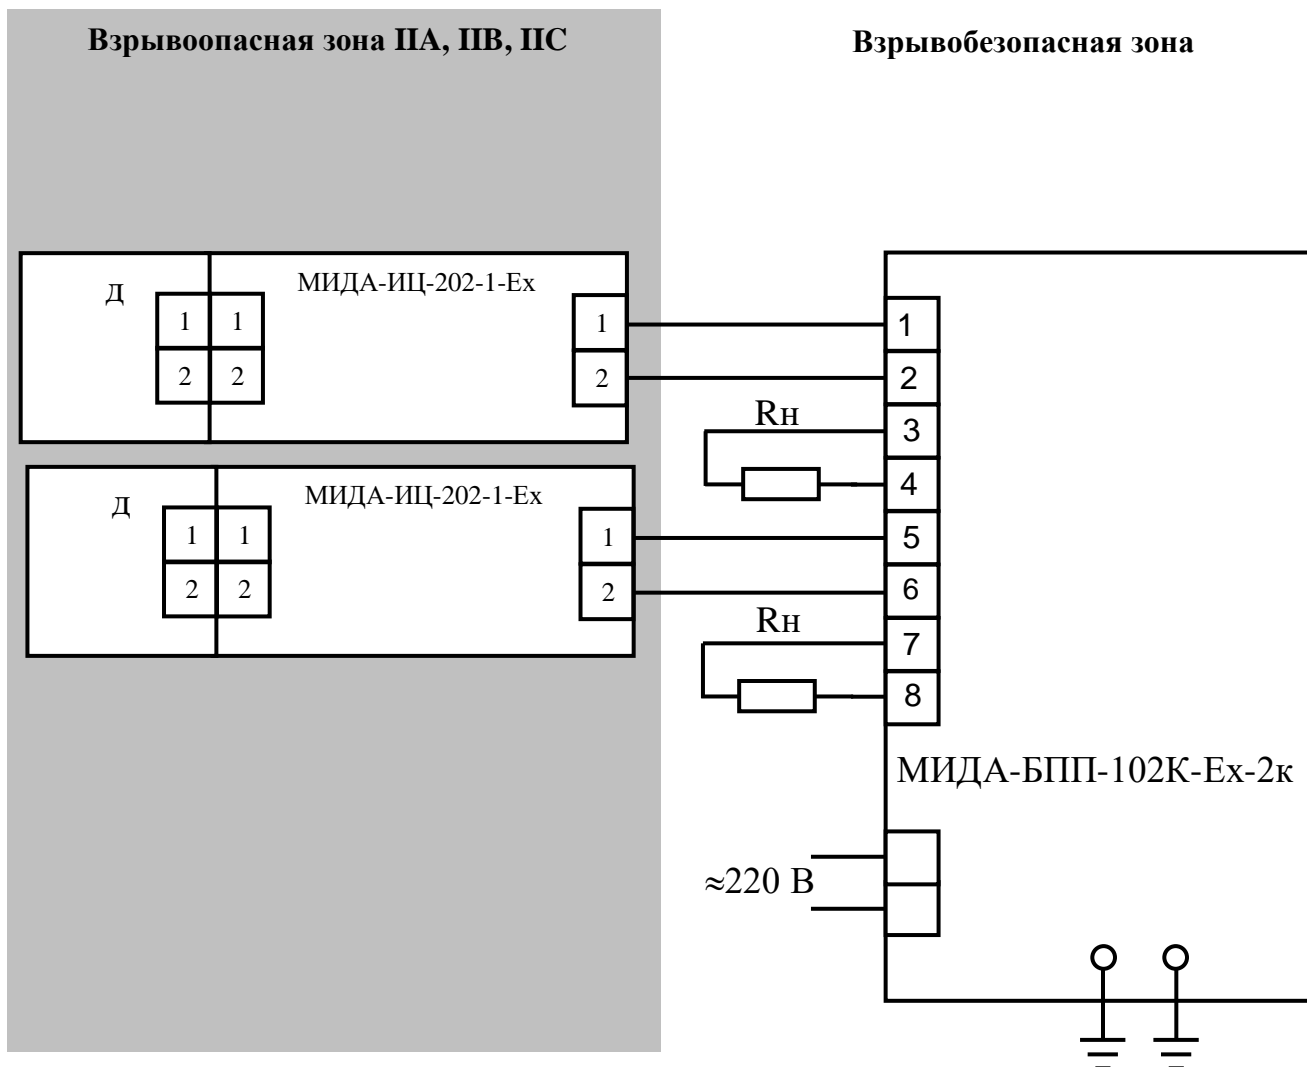 Взрывоопасная зона IIA, IIB, IIC
Взрывобезопасная зона
Д
МИДА-ИЦ-202-1-Ex
1
1
2
2
1
2
Д
МИДА-ИЦ-202-1-Ex
1
1
2
2
1
2
Rн
Rн
1
2
3
4
5
6
7
8
МИДА-БПП-102К-Ex-2к
≈220 В